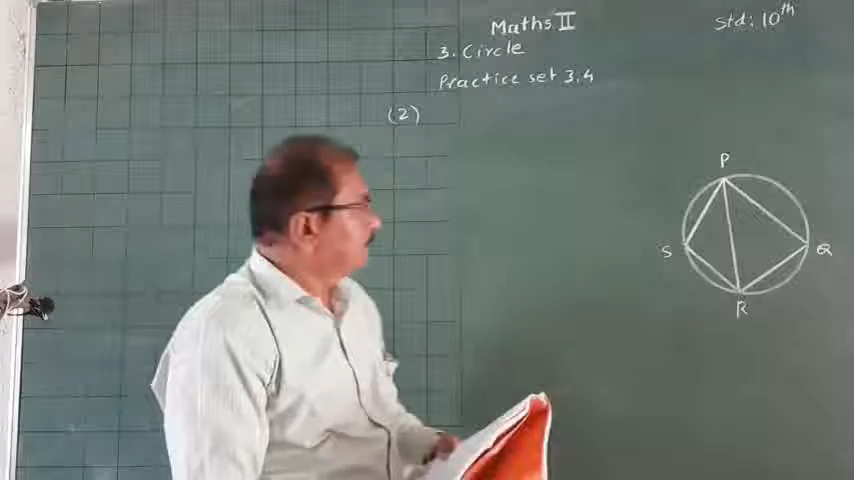 Maths II
Std: 10th
3. Circle
Practice set 3.4
(2)
P
S
Q
R